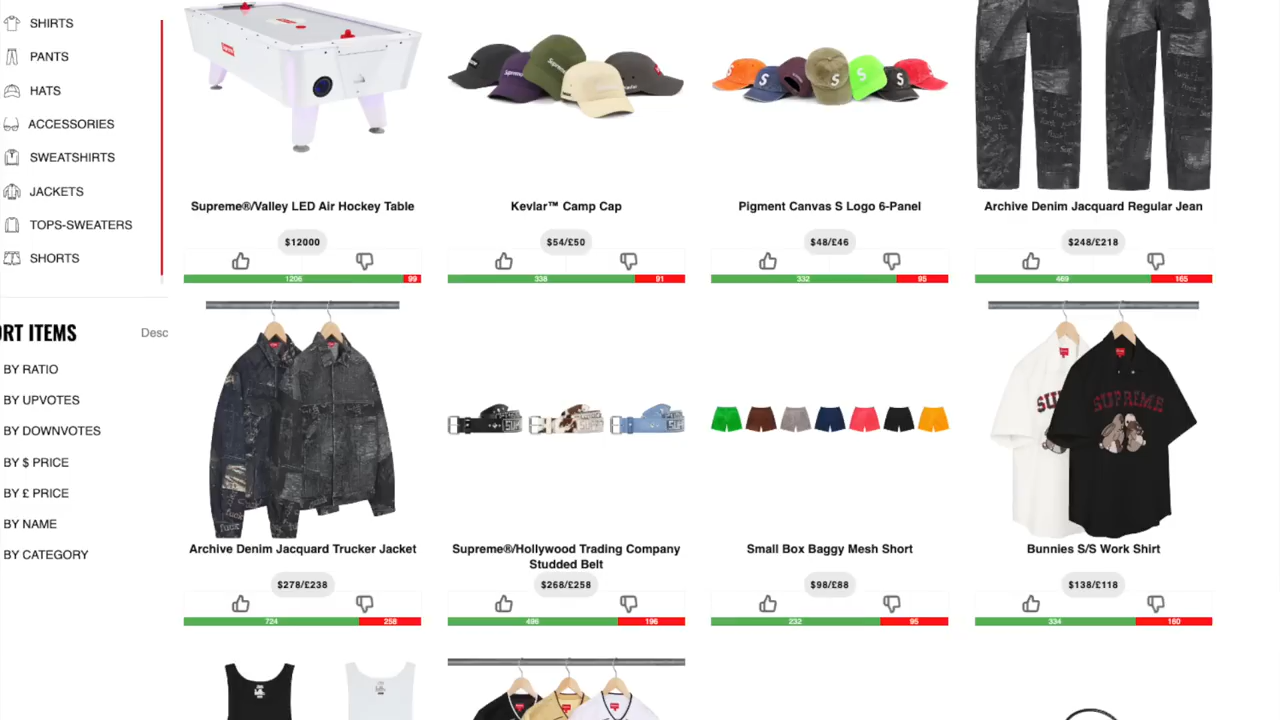 SHIRTS
PANTS
HATS
ACCESSORIES
SWEATSHIRTS
JACKETS
TOPS-SWEATERS
SHORTS
ORT ITEMS
Desc
BY RATIO
BY UPVOTES
BY DOWNVOTES
BY $ PRICE
BY £ PRICE
BY NAME
BY CATEGORY
Supreme®/Valley LED Air Hockey Table
$12000
1206 99
Kevlar™ Camp Cap
$54/£50
338 91
Pigment Canvas S Logo 6-Panel
$48/£46
332 95
Archive Denim Jacquard Regular Jean
$248/£218
469 165
Archive Denim Jacquard Trucker Jacket
$278/£238
724 258
Supreme®/Hollywood Trading Company
Studded Belt
$268/£258
496 196
Small Box Baggy Mesh Short
$98/£88
232 95
SUPREME
Bunnies S/S Work Shirt
$138/£118
334 160